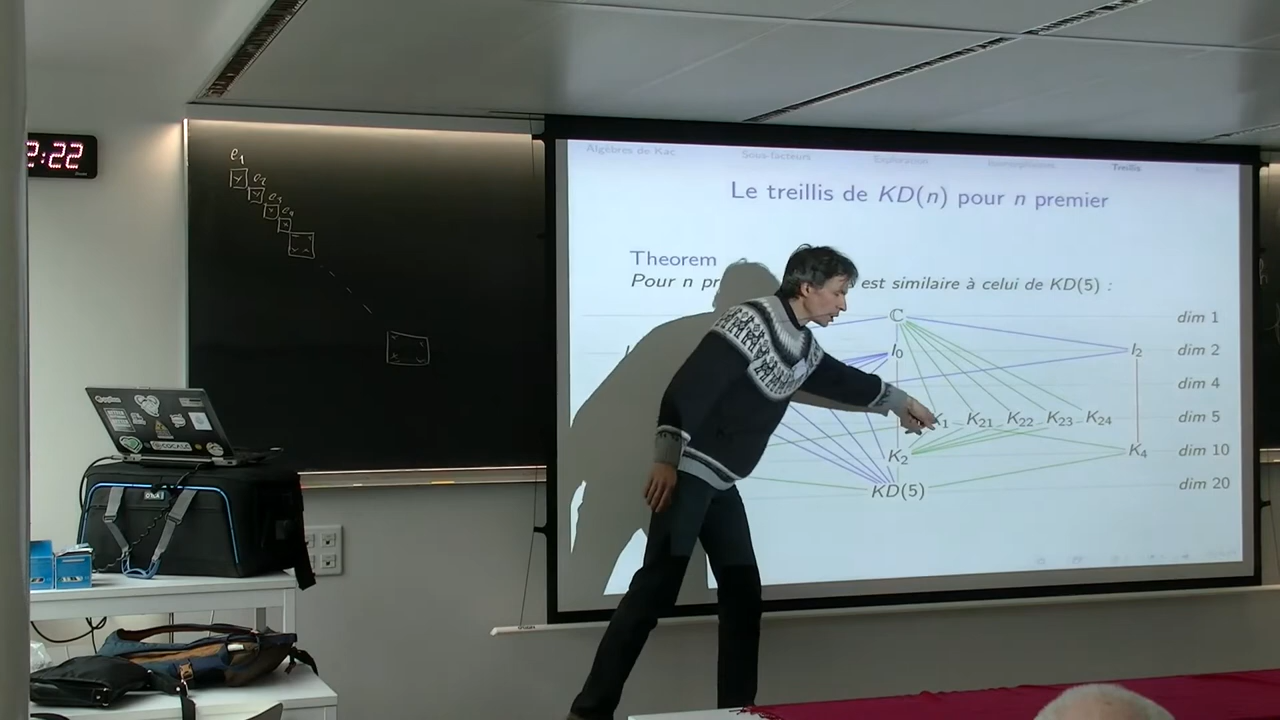 2:22
e1
e2
e3
e4
Algèbres de Kac Sous-facteurs Exploration Treillis
Le treillis de KD(n) pour n premier
Theorem
Pour n pr est similaire à celui de KD(5) :
ℂ dim 1
I0 I2 dim 2
dim 4
K1 K21 K22 K23 K24 dim 5
K2 K4 dim 10
KD(5) dim 20